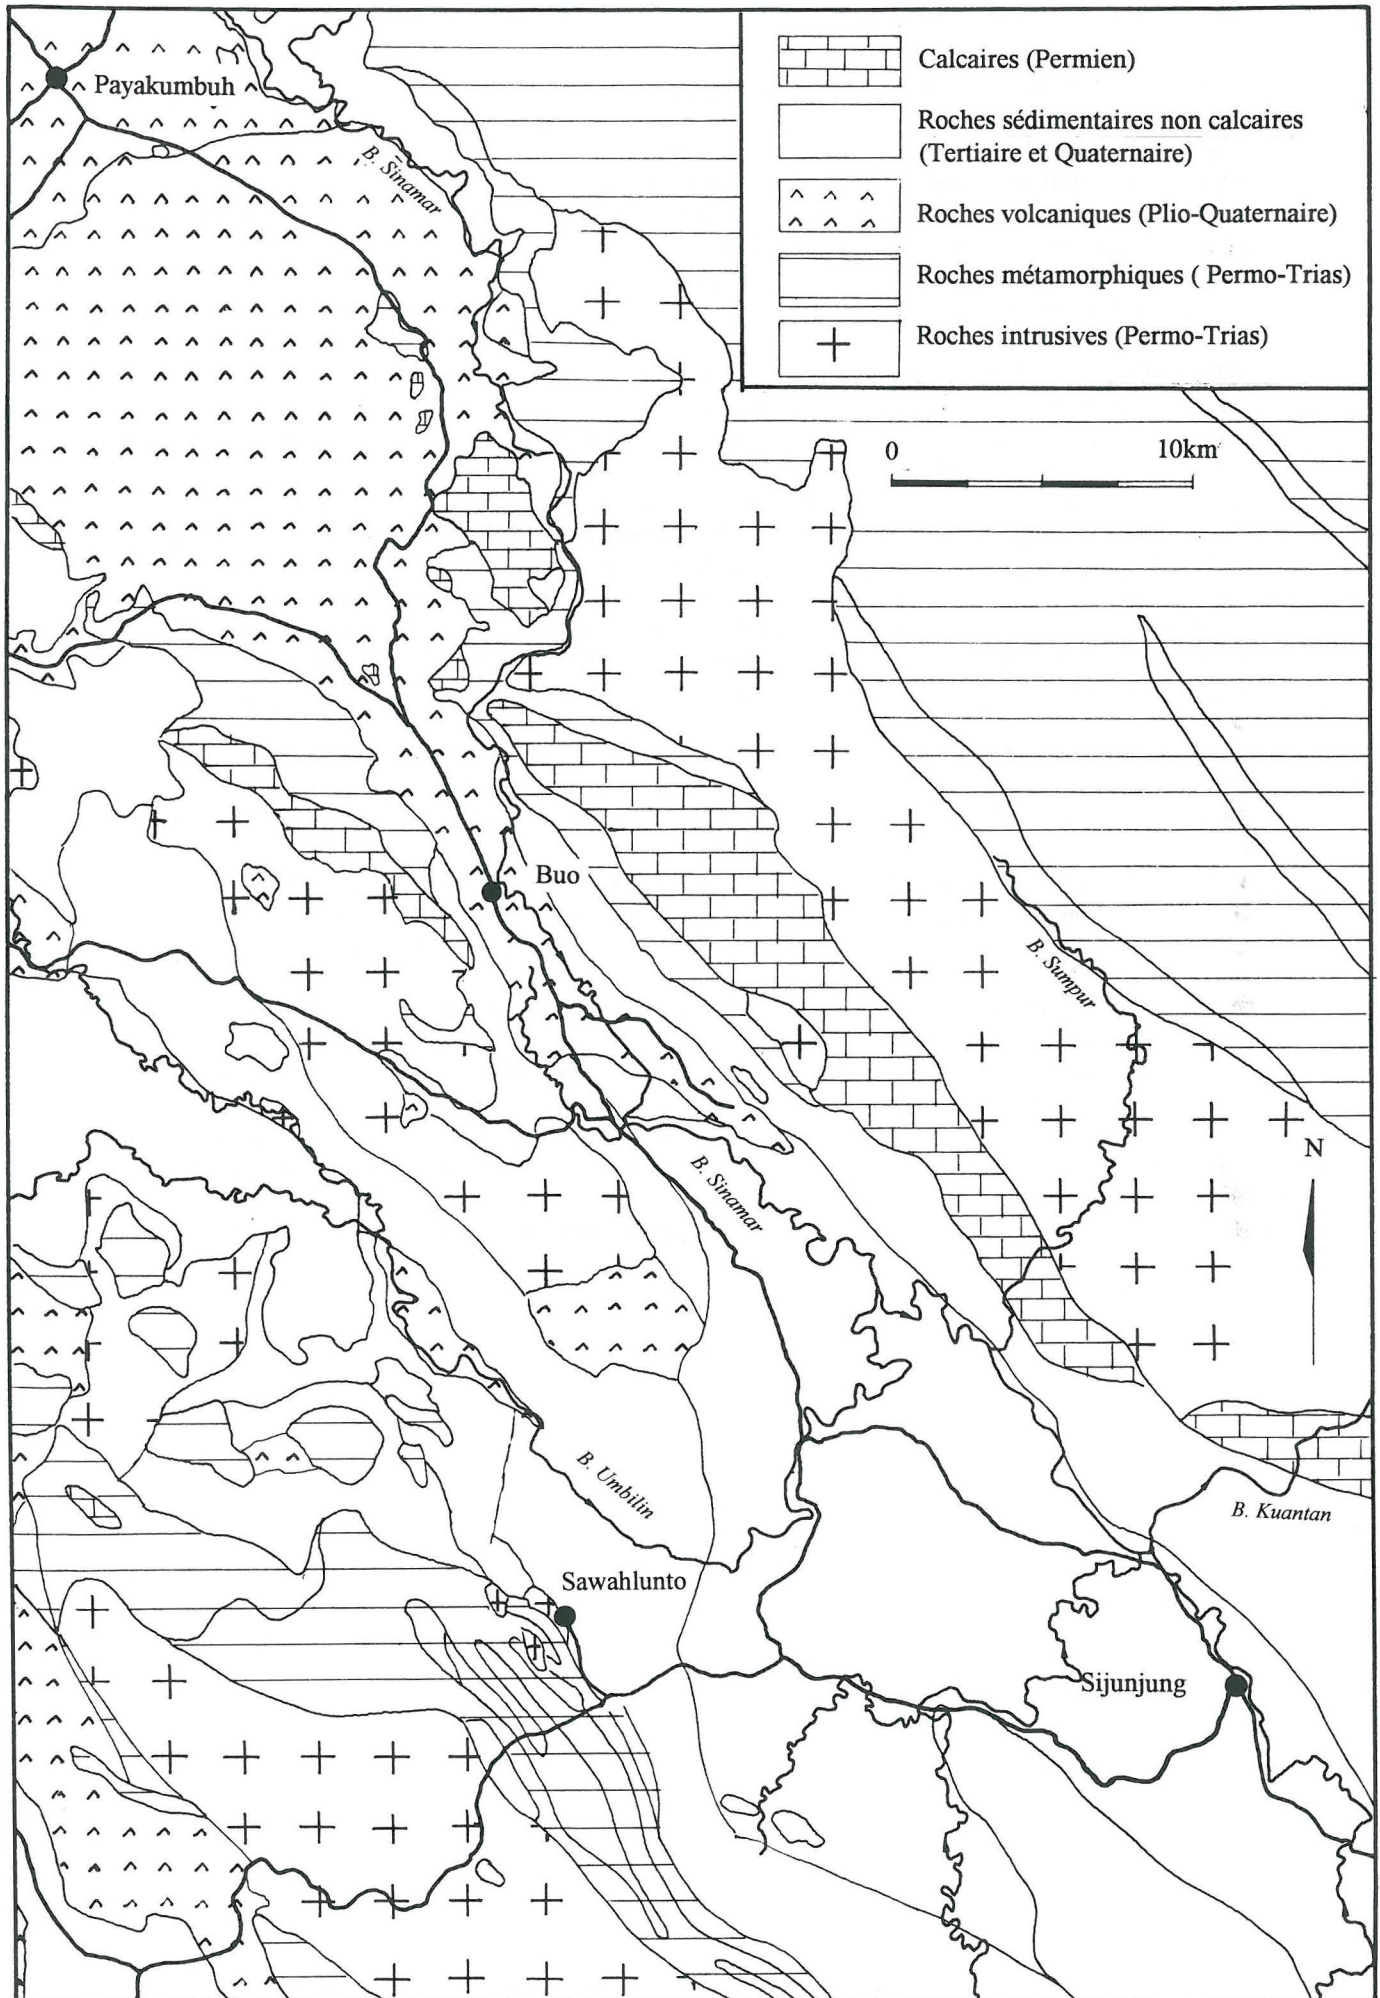 Payakumbuh
Calcaires (Permien)
Roches sédimentaires non calcaires
(Tertiaire et Quaternaire)
Roches volcaniques (Plio-Quaternaire)
Roches métamorphiques ( Permo-Trias)
Roches intrusives (Permo-Trias)
B. Sinamar
0 10km
Buo
B. Sumpur
N
B. Sinamar
B. Umbilin
B. Kuantan
Sawahlunto
Sijunjung